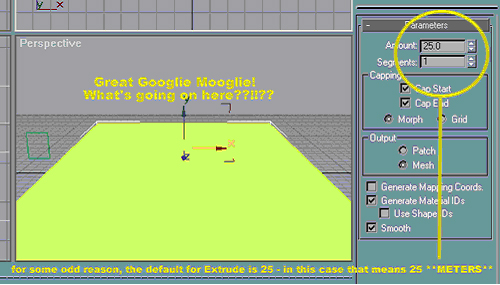 Perspective
Great Googlie Mooglie!
What's going on here??!!??
y
x
z
- Parameters
Amount: 25.0
Segments: 1
Capping
Cap Start
Cap End
Morph Grid
Output
Patch
Mesh
Generate Mapping Coords.
Generate Material IDs
Use Shape IDs
Smooth
for some odd reason, the default for Extrude is 25 - in this case that means 25 **METERS**